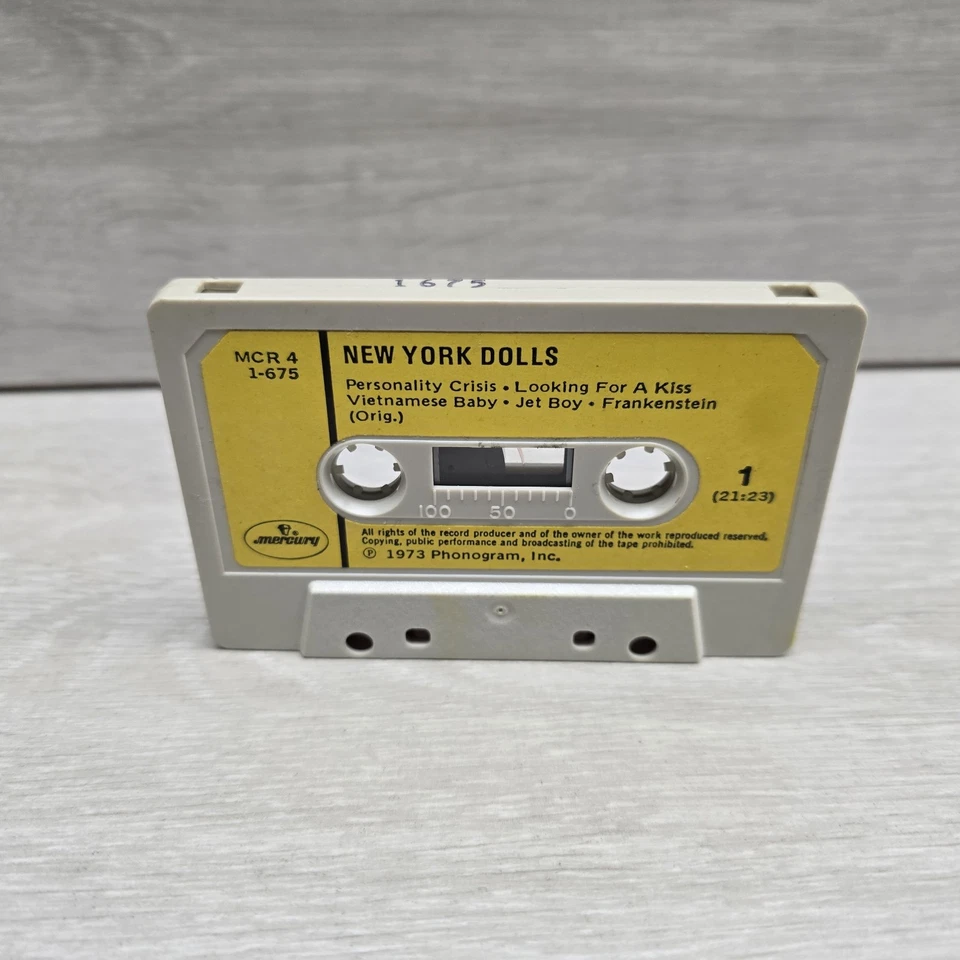 1675
MCR 4
1-675
NEW YORK DOLLS
Personality Crisis • Looking For A Kiss
Vietnamese Baby • Jet Boy • Frankenstein
(Orig.)
1
(21:23)
100 50 0
mercury ®
All rights of the record producer and of the owner of the work reproduced reserved.
Copying, public performance and broadcasting of the tape prohibited.
℗ 1973 Phonogram, Inc.